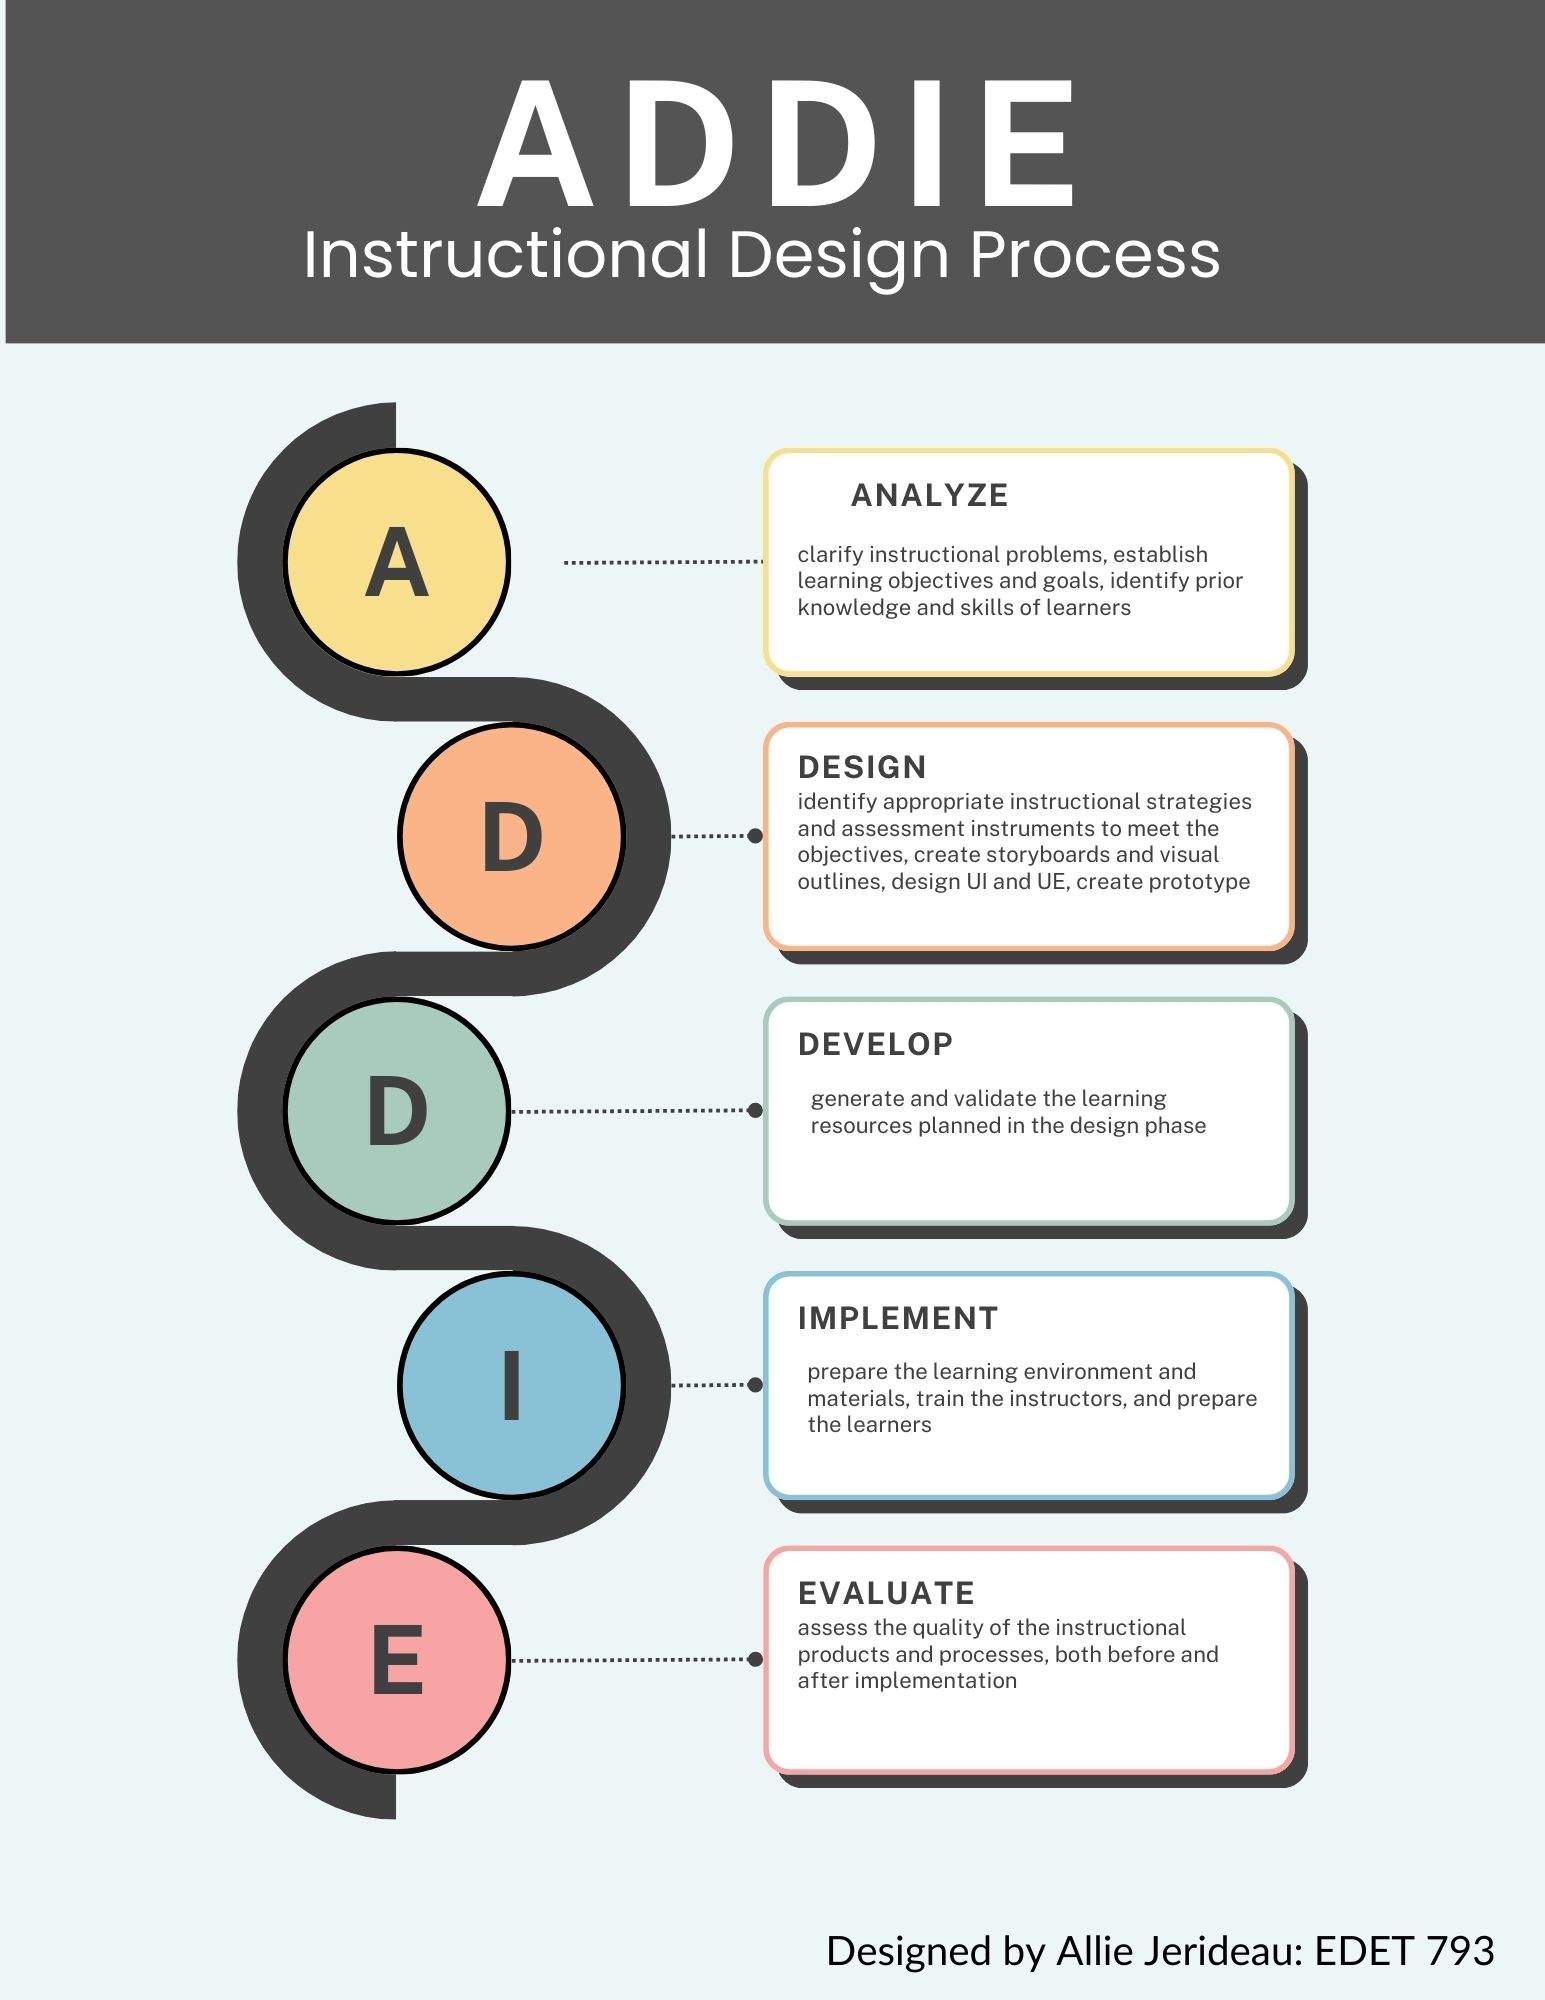 ADDIE
Instructional Design Process
A
ANALYZE
clarify instructional problems, establish
learning objectives and goals, identify prior
knowledge and skills of learners
D
DESIGN
identify appropriate instructional strategies
and assessment instruments to meet the
objectives, create storyboards and visual
outlines, design UI and UE, create prototype
D
DEVELOP
generate and validate the learning
resources planned in the design phase
I
IMPLEMENT
prepare the learning environment and
materials, train the instructors, and prepare
the learners
E
EVALUATE
assess the quality of the instructional
products and processes, both before and
after implementation
Designed by Allie Jerideau: EDET 793